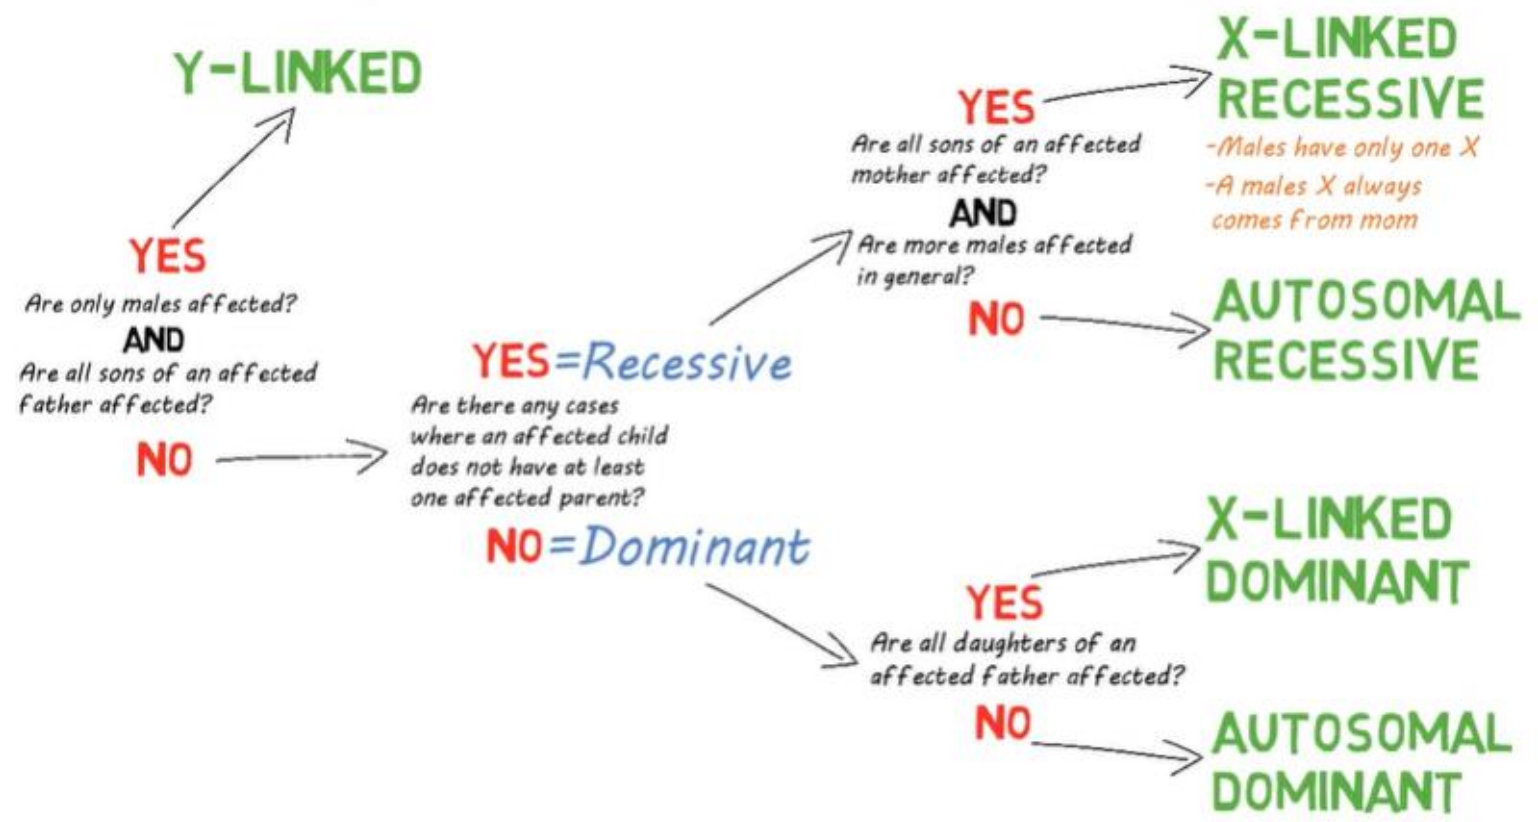 Y-LINKED
YES
Are only males affected?
AND
Are all sons of an affected
father affected?
NO
YES=Recessive
Are there any cases
where an affected child
does not have at least
one affected parent?
NO=Dominant
YES
Are all sons of an affected
mother affected?
AND
Are more males affected
in general?
NO
X-LINKED
RECESSIVE
-Males have only one X
-A males X always
comes from mom
AUTOSOMAL
RECESSIVE
YES
Are all daughters of an
affected father affected?
NO
X-LINKED
DOMINANT
AUTOSOMAL
DOMINANT